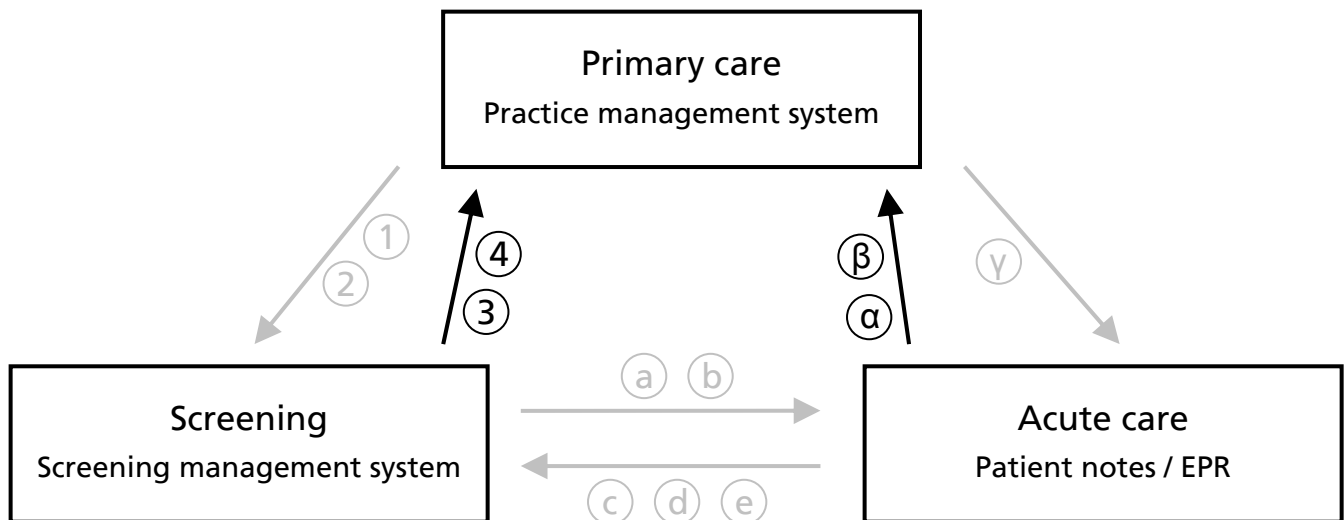 Primary care
Practice management system
1
2
4
3
β
α
γ
a b
Screening
Screening management system
Acute care
Patient notes / EPR
c d e